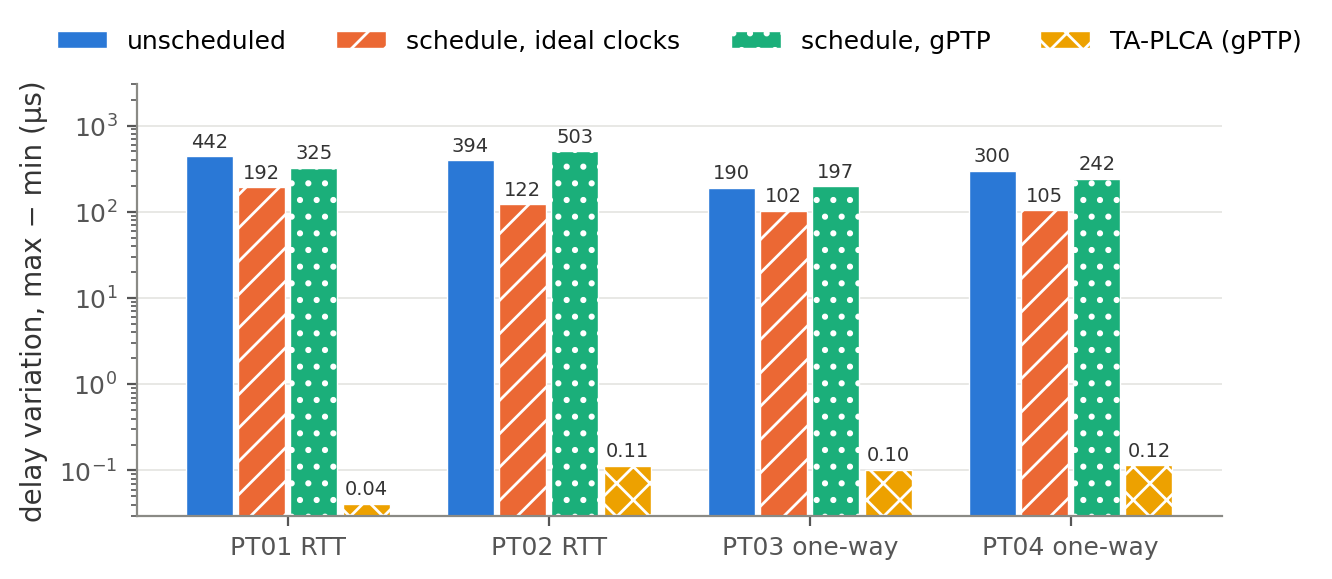 unscheduled schedule, ideal clocks schedule, gPTP TA-PLCA (gPTP)
delay variation, max − min (µs)
10³
10²
10¹
10⁰
10⁻¹
442 192 325 0.04
394 122 503 0.11
190 102 197 0.10
300 105 242 0.12
PT01 RTT PT02 RTT PT03 one-way PT04 one-way